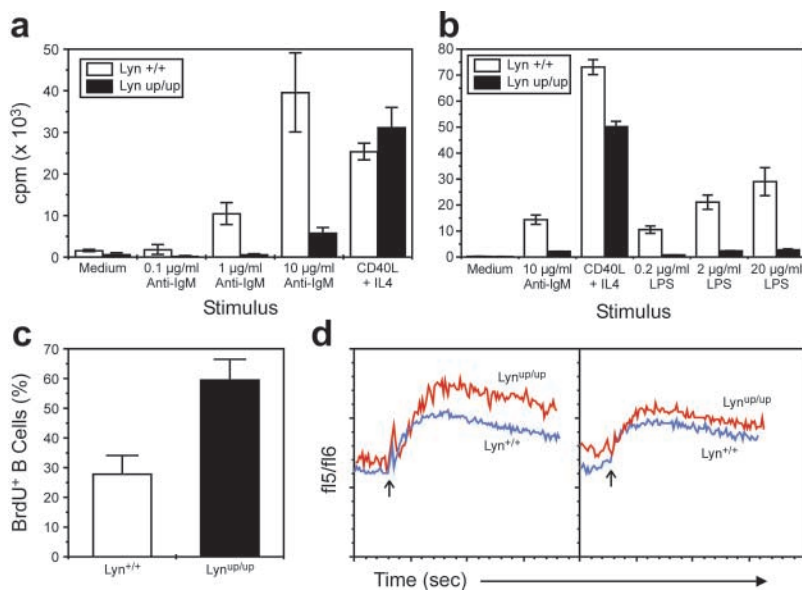 a
Lyn +/+
Lyn up/up
cpm (x 10³)
50
40
30
20
10
0
Medium
0.1 µg/ml
Anti-IgM
1 µg/ml
Anti-IgM
10 µg/ml
Anti-IgM
CD40L
+ IL4
Stimulus
b
Lyn +/+
Lyn up/up
80
70
60
50
40
30
20
10
0
Medium
10 µg/ml
Anti-IgM
CD40L
+ IL4
0.2 µg/ml
LPS
2 µg/ml
LPS
20 µg/ml
LPS
Stimulus
c
BrdU⁺ B Cells (%)
70
60
50
40
30
20
10
0
Lyn⁺/⁺
Lynup/up
d
fl5/fl6
Lynup/up
Lyn⁺/⁺
Lynup/up
Lyn⁺/⁺
Time (sec)